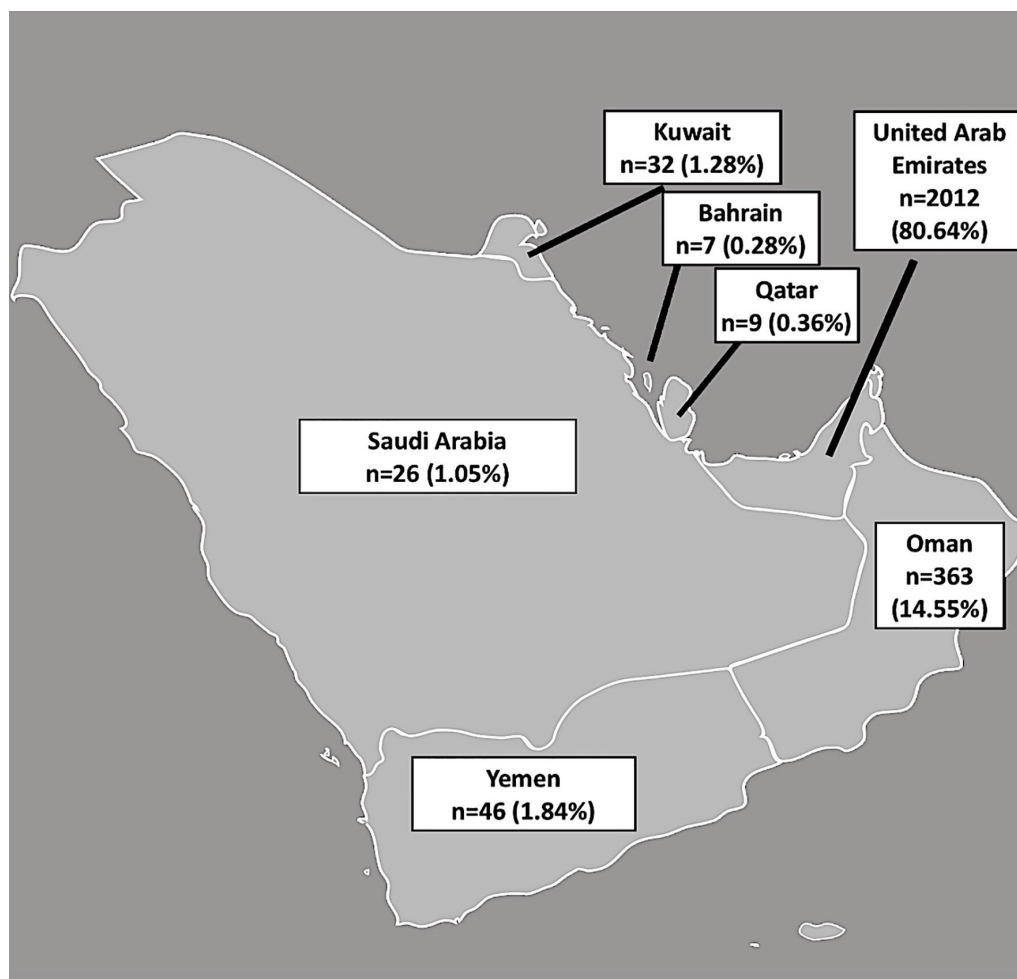 Kuwait
n=32 (1.28%)
United Arab
Emirates
n=2012
(80.64%)
Bahrain
n=7 (0.28%)
Qatar
n=9 (0.36%)
Saudi Arabia
n=26 (1.05%)
Oman
n=363
(14.55%)
Yemen
n=46 (1.84%)